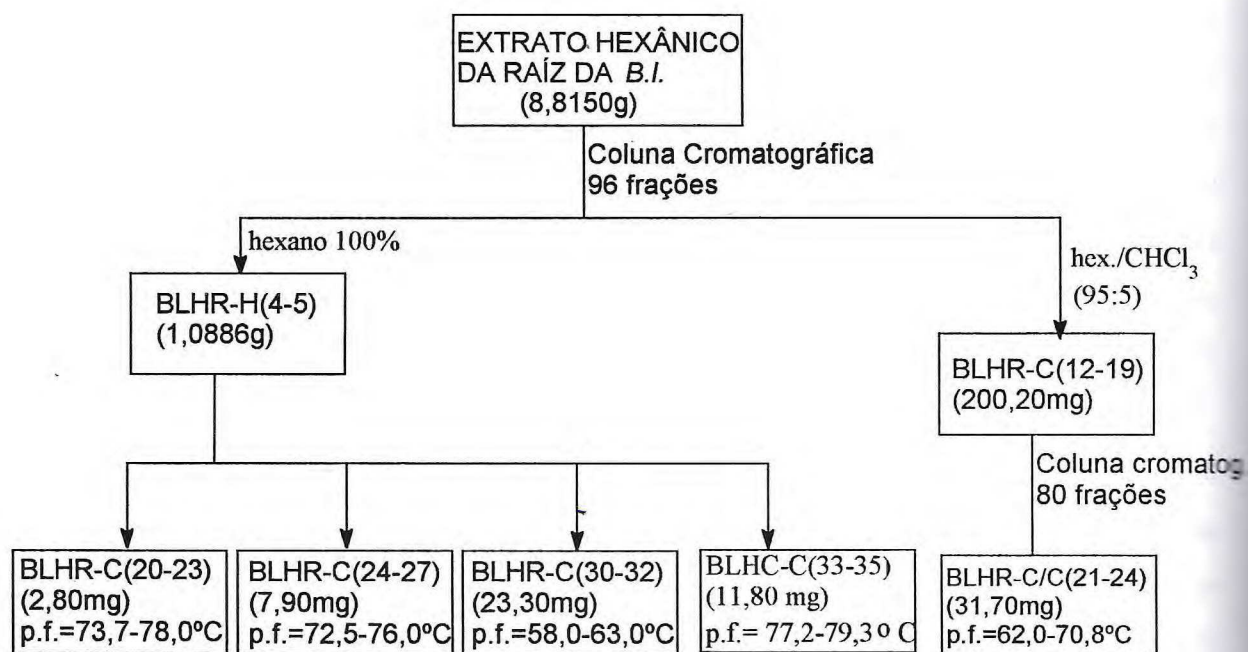 EXTRATO HEXÂNICO
DA RAÍZ DA B.I.
(8,8150g)
Coluna Cromatográfica
96 frações
hexano 100%
hex./CHCl₃
(95:5)
BLHR-H(4-5)
(1,0886g)
BLHR-C(12-19)
(200,20mg)
Coluna cromatog
80 frações
BLHR-C(20-23)
(2,80mg)
p.f.=73,7-78,0ºC
BLHR-C(24-27)
(7,90mg)
p.f.=72,5-76,0ºC
BLHR-C(30-32)
(23,30mg)
p.f.=58,0-63,0ºC
BLHC-C(33-35)
(11,80 mg)
p.f.= 77,2-79,3 º C
BLHR-C/C(21-24)
(31,70mg)
p.f.=62,0-70,8ºC